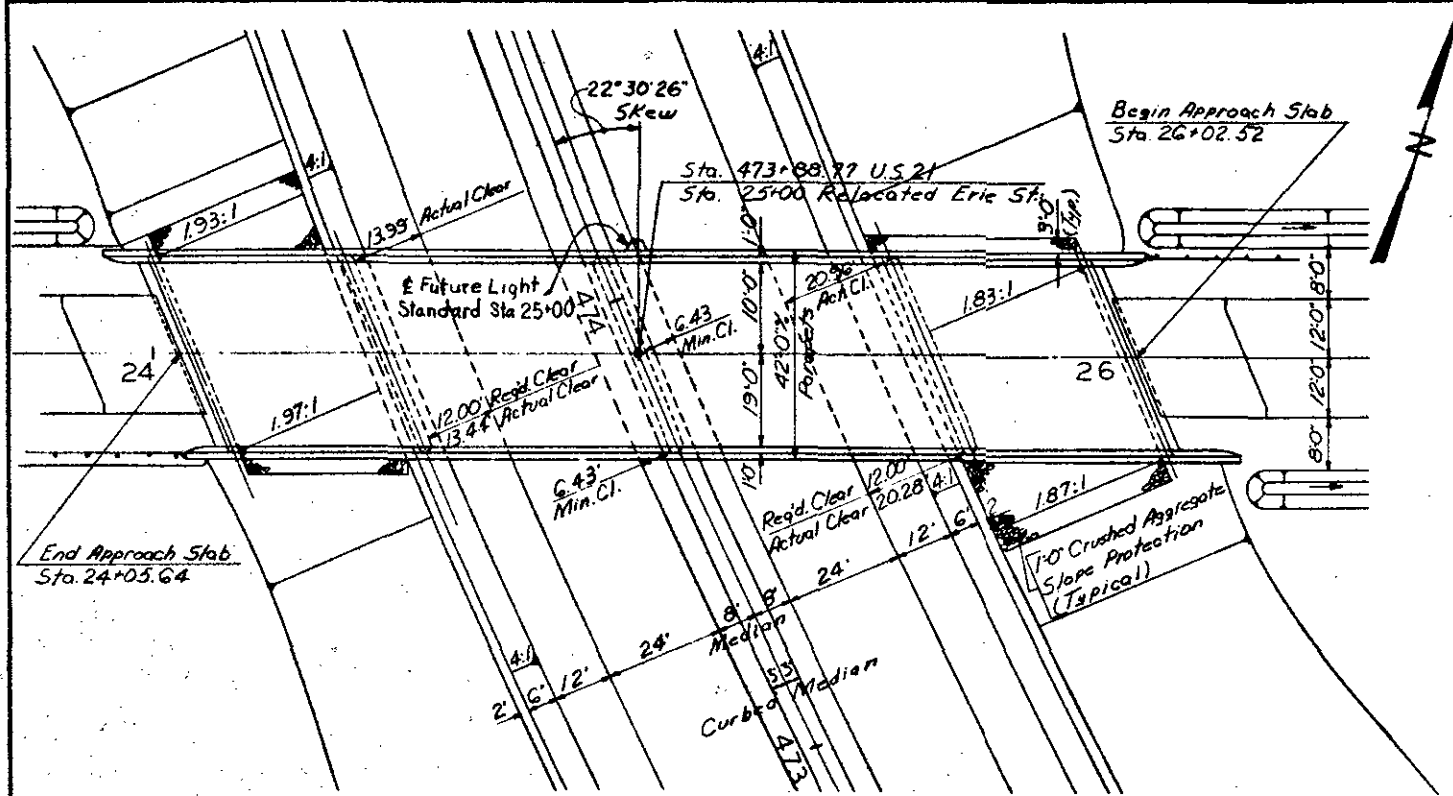 4:1
22°30'26"
Skew
Begin Approach Slab
Sta. 26+02.52
N
Sta. 473+88.77 U.S. 21
Sta. 25+00 Relocated Erie St.
4:1
1.93:1
13.99' Actual Clear
1'-0"
(Typ.)
℄ Future Light
Standard Sta 25+00
474
10'-0"
20.96
Act. Cl.
1.83:1
8'-0"
6.43
Min. Cl.
42'-0"
Parapets
12'-0"
24
26
12'-0"
1.97:1
12.00' Req'd. Clear
13.44' Actual Clear
19'-0"
8'-0"
6.43'
Min. Cl.
1'-0"
Req'd. Clear 12.00'
Actual Clear 20.28'
4:1
1.87:1
End Approach Slab
Sta. 24+05.64
12' 6' 2'
1'-0" Crushed Aggregate
Slope Protection
(Typical)
24'
8' 8'
Median
24'
4:1
12'
6'
2'
53
Curbed Median
473